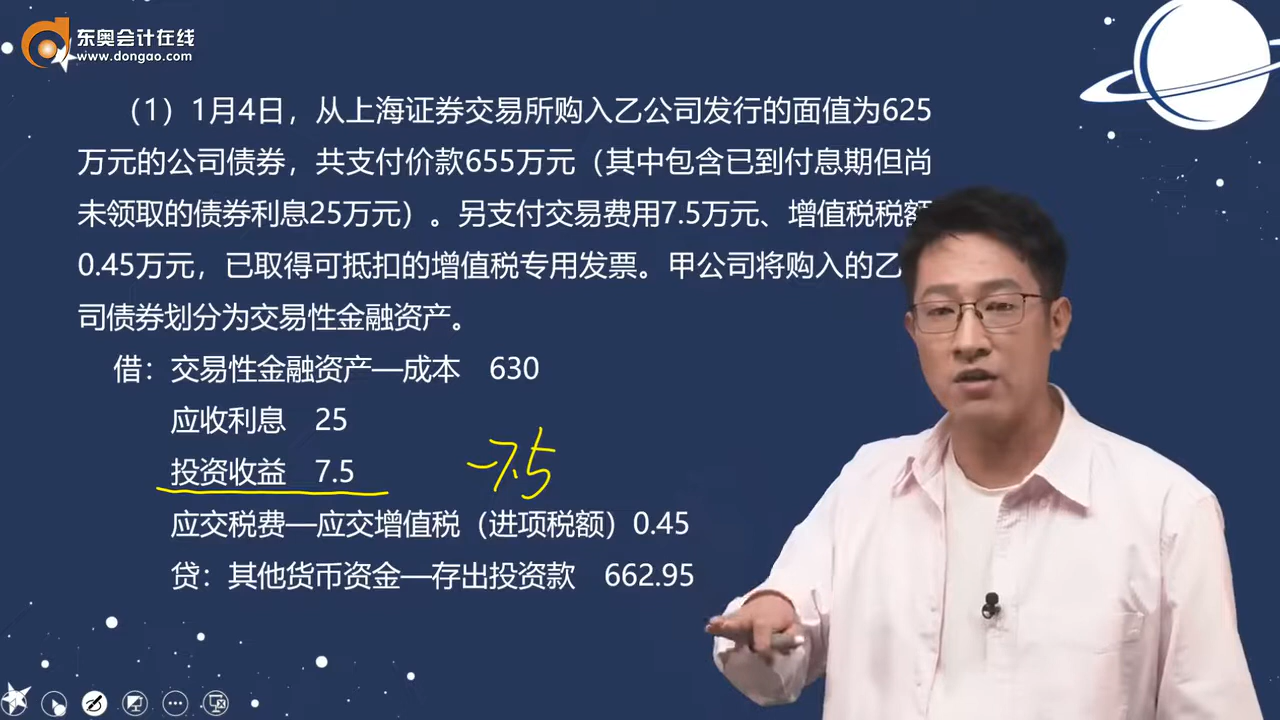 东奥会计在线
www.dongao.com
（1）1月4日，从上海证券交易所购入乙公司发行的面值为625
万元的公司债券，共支付价款655万元（其中包含已到付息期但尚
未领取的债券利息25万元）。另支付交易费用7.5万元、增值税税额
0.45万元，已取得可抵扣的增值税专用发票。甲公司将购入的乙
司债券划分为交易性金融资产。
借：交易性金融资产—成本 630
应收利息 25
投资收益 7.5
-7.5
应交税费—应交增值税（进项税额）0.45
贷：其他货币资金—存出投资款 662.95